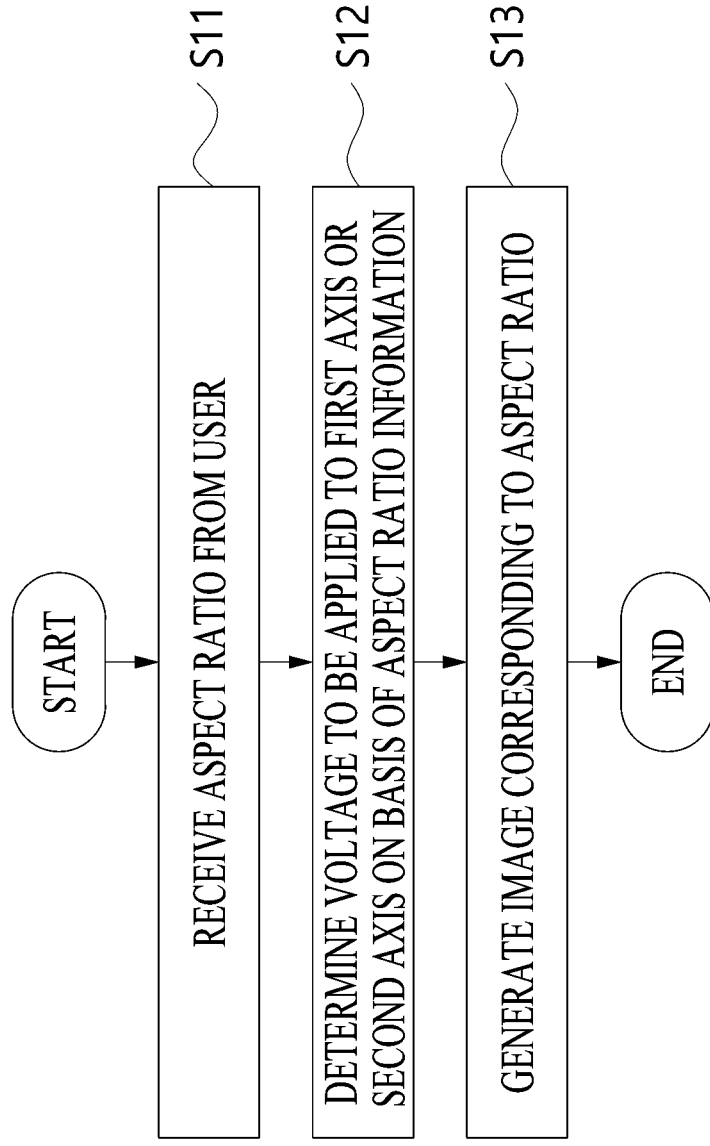 START
RECEIVE ASPECT RATIO FROM USER
S11
DETERMINE VOLTAGE TO BE APPLIED TO FIRST AXIS OR
SECOND AXIS ON BASIS OF ASPECT RATIO INFORMATION
S12
GENERATE IMAGE CORRESPONDING TO ASPECT RATIO
S13
END